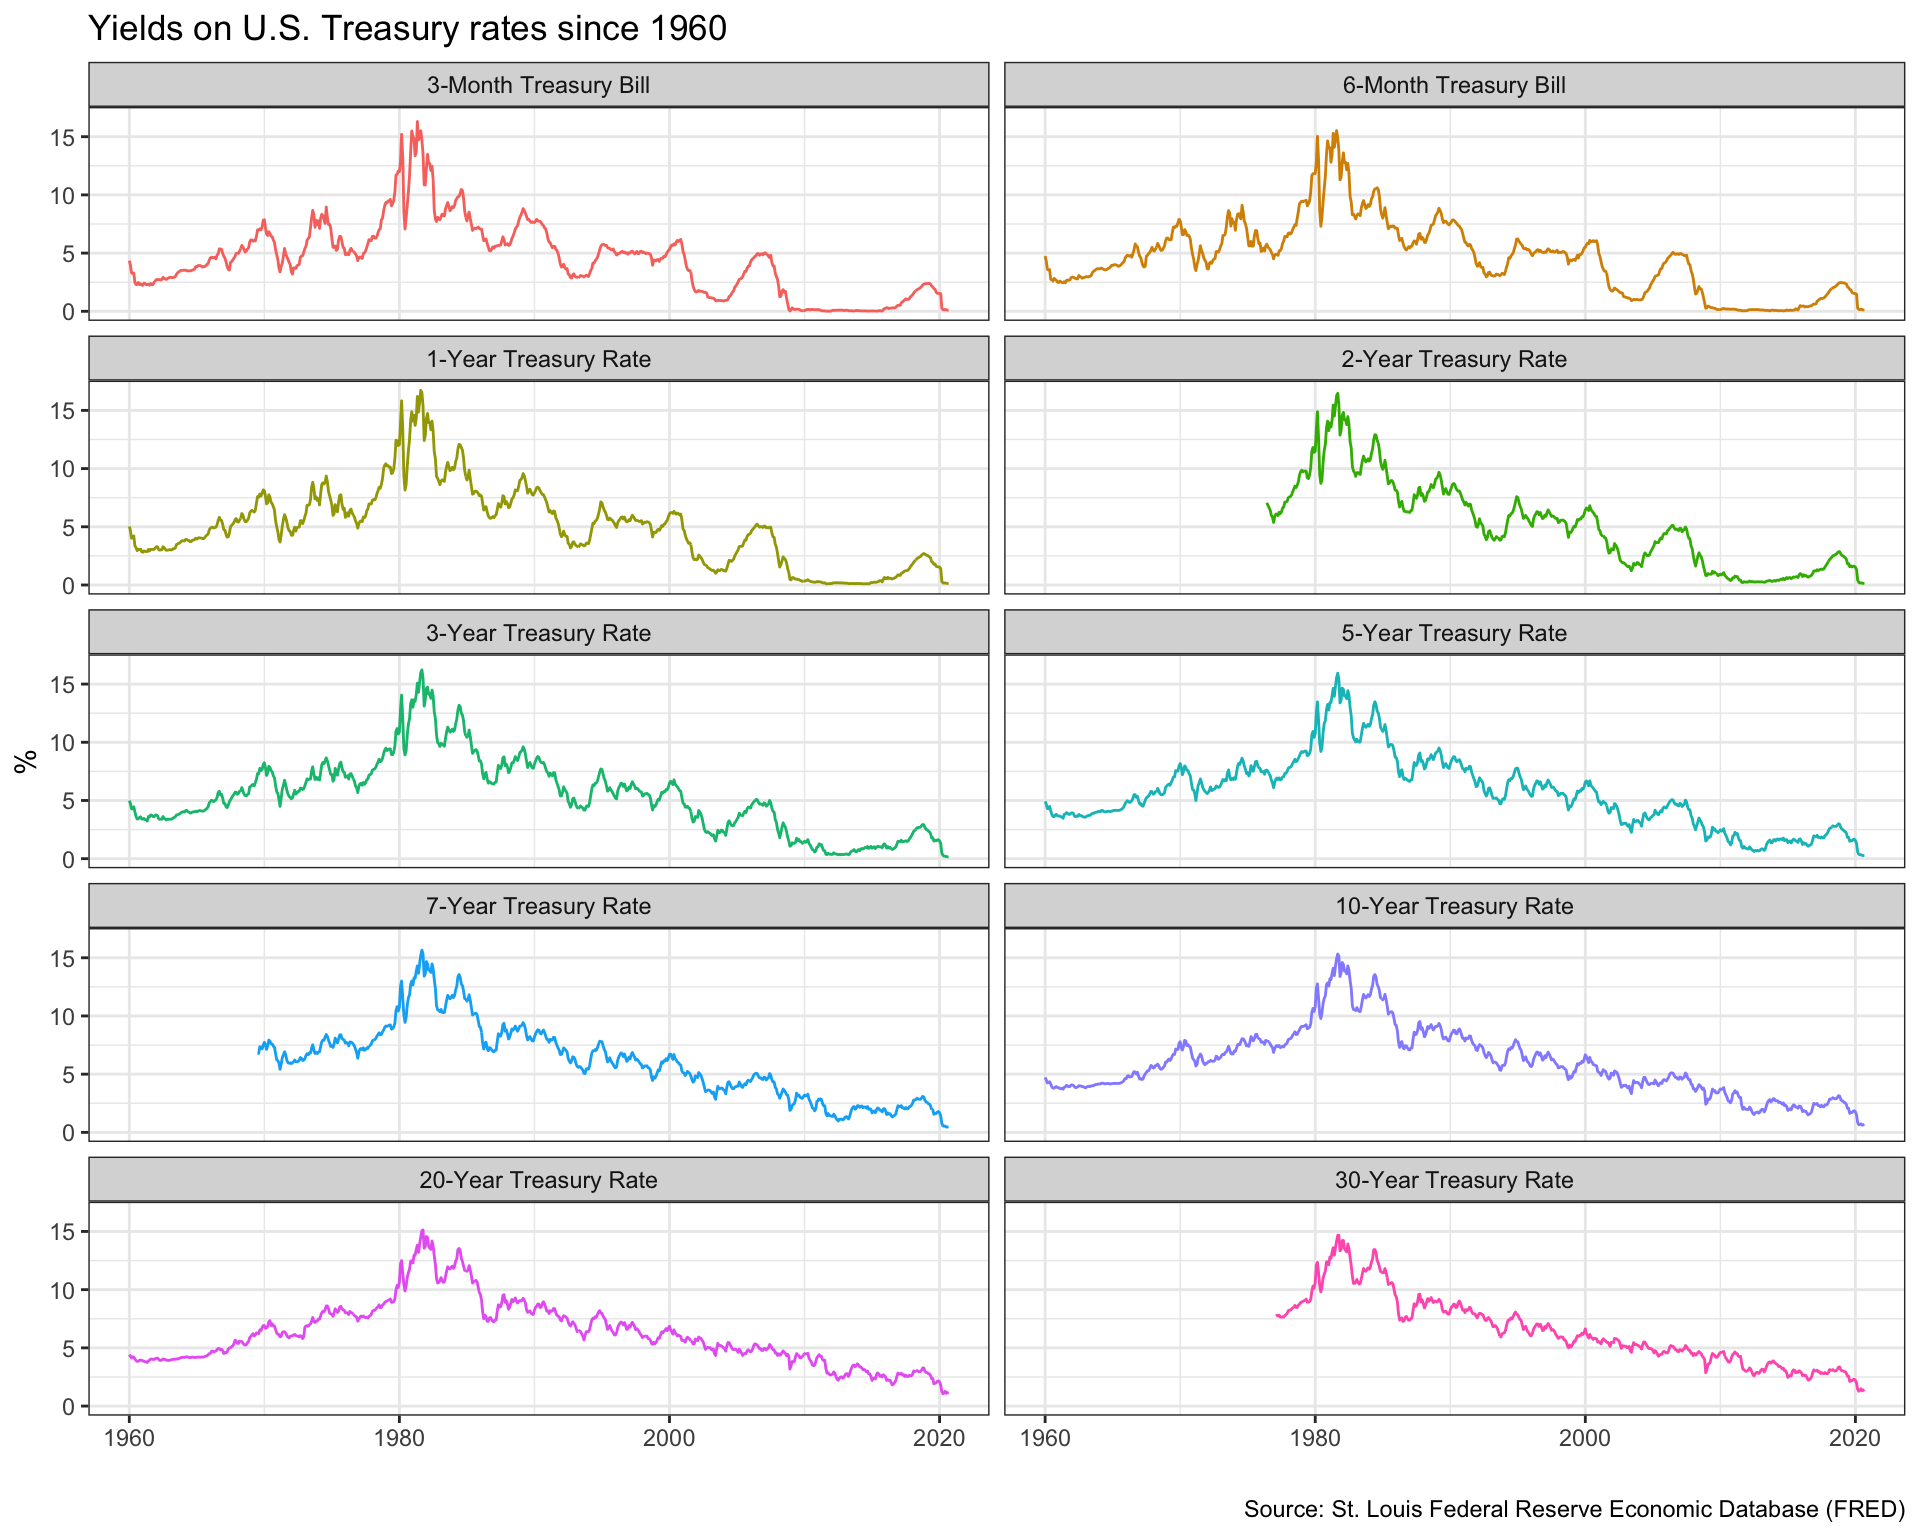 Yields on U.S. Treasury rates since 1960
3-Month Treasury Bill
6-Month Treasury Bill
15
10
5
0
1-Year Treasury Rate
2-Year Treasury Rate
15
10
5
0
3-Year Treasury Rate
5-Year Treasury Rate
15
10
5
0
%
7-Year Treasury Rate
10-Year Treasury Rate
15
10
5
0
20-Year Treasury Rate
30-Year Treasury Rate
15
10
5
0
1960 1980 2000 2020 1960 1980 2000 2020
Source: St. Louis Federal Reserve Economic Database (FRED)